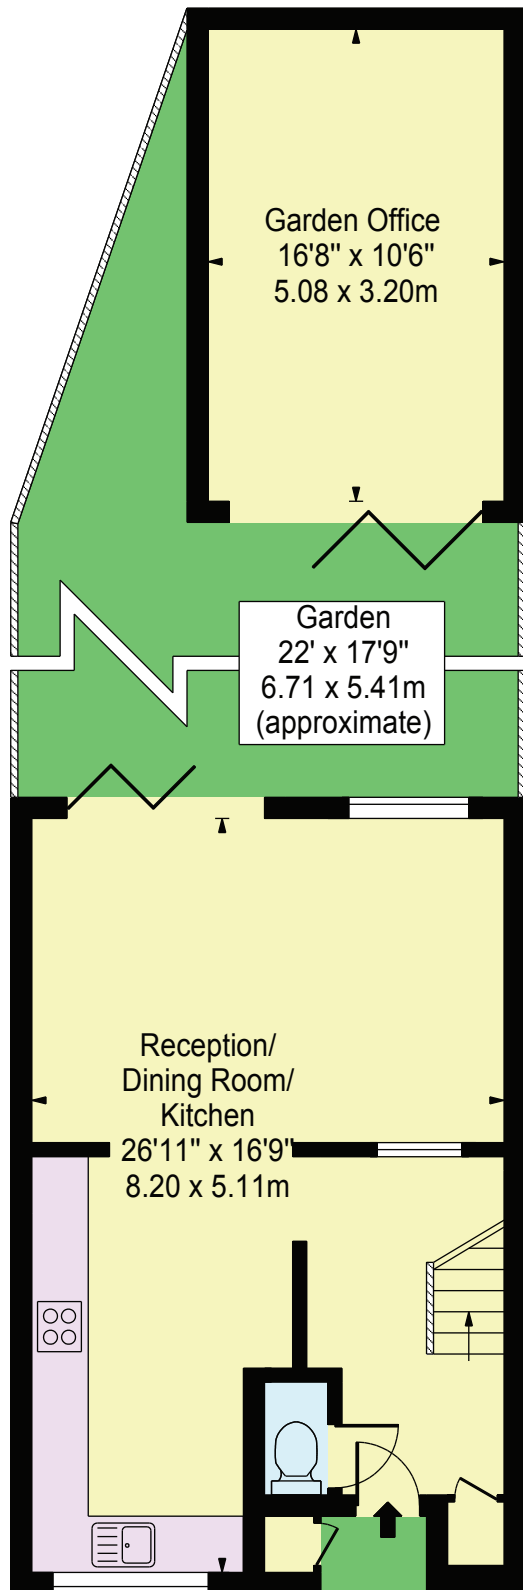 Garden Office
16'8" x 10'6"
5.08 x 3.20m
Garden
22' x 17'9"
6.71 x 5.41m
(approximate)
Reception/
Dining Room/
Kitchen
26'11" x 16'9"
8.20 x 5.11m